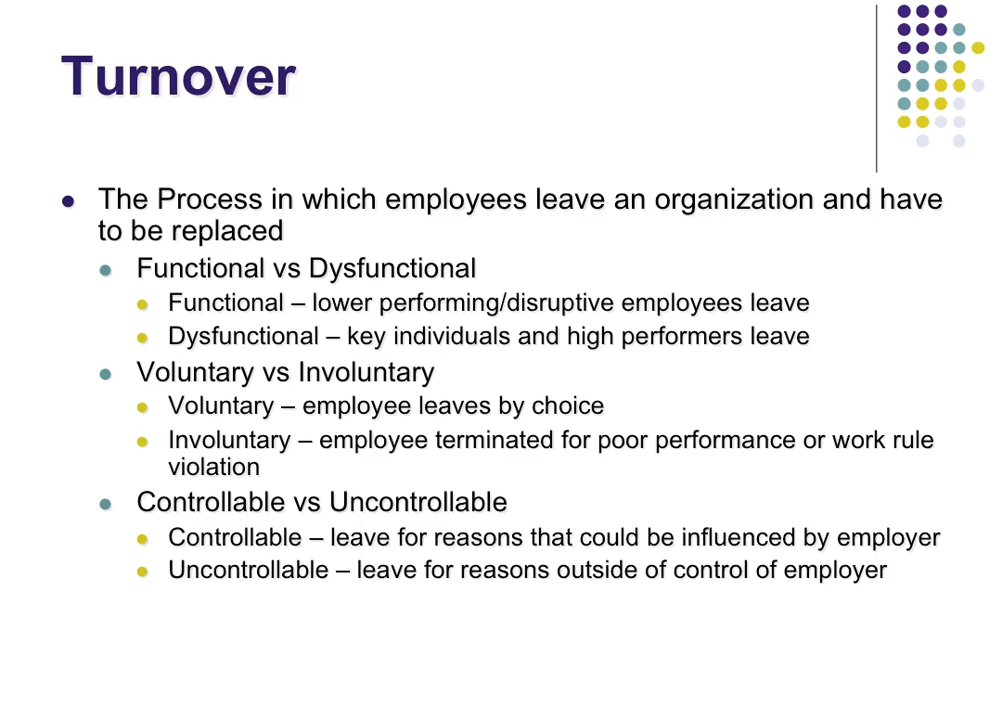 Turnover
The Process in which employees leave an organization and have
to be replaced
Functional vs Dysfunctional
Functional – lower performing/disruptive employees leave
Dysfunctional – key individuals and high performers leave
Voluntary vs Involuntary
Voluntary – employee leaves by choice
Involuntary – employee terminated for poor performance or work rule
violation
Controllable vs Uncontrollable
Controllable – leave for reasons that could be influenced by employer
Uncontrollable – leave for reasons outside of control of employer